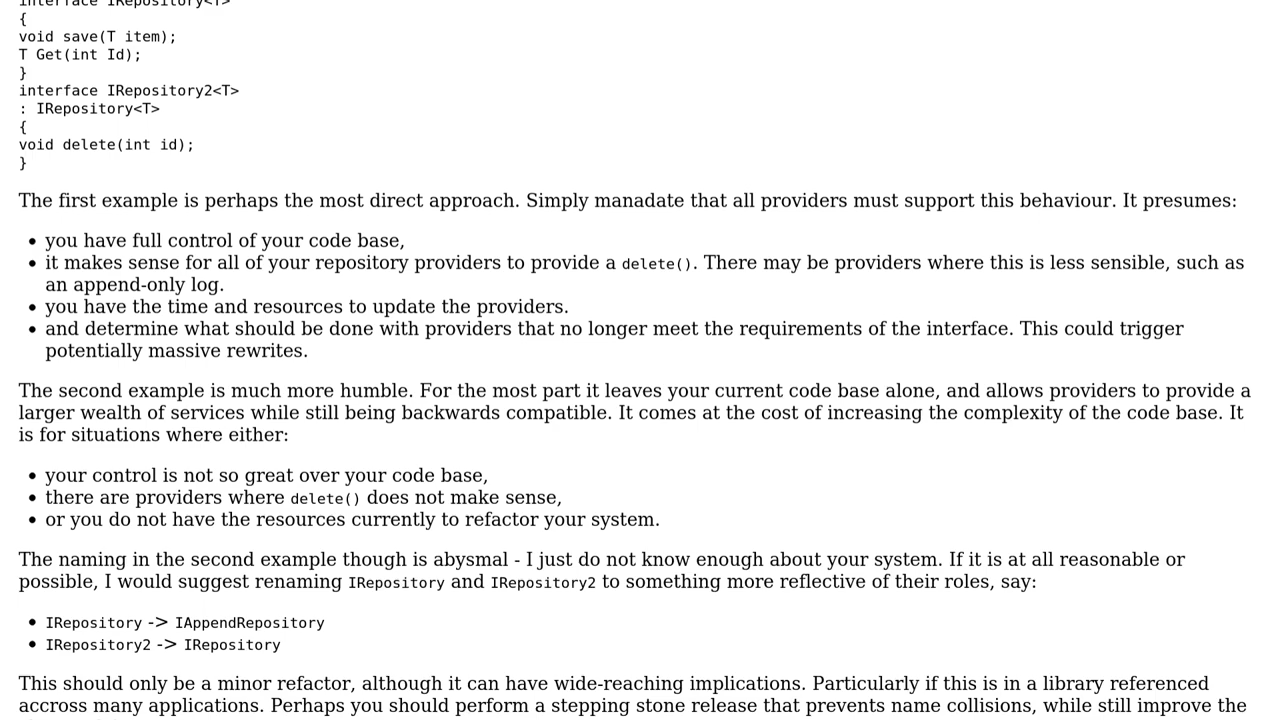 interface IRepository<T>
{
void save(T item);
T Get(int Id);
}
interface IRepository2<T>
: IRepository<T>
{
void delete(int id);
}
The first example is perhaps the most direct approach. Simply manadate that all providers must support this behaviour. It presumes:
• you have full control of your code base,
• it makes sense for all of your repository providers to provide a delete(). There may be providers where this is less sensible, such as
an append-only log.
• you have the time and resources to update the providers.
• and determine what should be done with providers that no longer meet the requirements of the interface. This could trigger
potentially massive rewrites.
The second example is much more humble. For the most part it leaves your current code base alone, and allows providers to provide a
larger wealth of services while still being backwards compatible. It comes at the cost of increasing the complexity of the code base. It
is for situations where either:
• your control is not so great over your code base,
• there are providers where delete() does not make sense,
• or you do not have the resources currently to refactor your system.
The naming in the second example though is abysmal - I just do not know enough about your system. If it is at all reasonable or
possible, I would suggest renaming IRepository and IRepository2 to something more reflective of their roles, say:
• IRepository -> IAppendRepository
• IRepository2 -> IRepository
This should only be a minor refactor, although it can have wide-reaching implications. Particularly if this is in a library referenced
accross many applications. Perhaps you should perform a stepping stone release that prevents name collisions, while still improve the